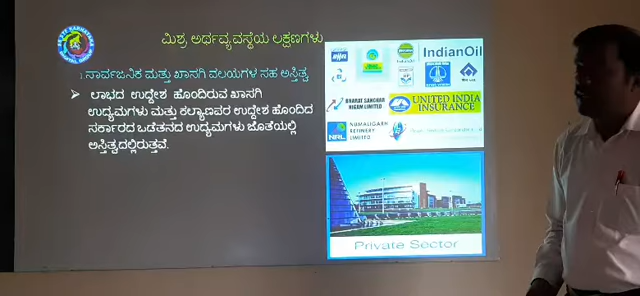 ಮಿಶ್ರ ಅರ್ಥವ್ಯವಸ್ಥೆಯ ಲಕ್ಷಣಗಳು
1.ಸಾರ್ವಜನಿಕ ಮತ್ತು ಖಾಸಗಿ ವಲಯಗಳ ಸಹ ಅಸ್ತಿತ್ವ
➢ ಲಾಭದ ಉದ್ದೇಶ ಹೊಂದಿರುವ ಖಾಸಗಿ
ಉದ್ಯಮಗಳು ಮತ್ತು ಕಲ್ಯಾಣಪರ ಉದ್ದೇಶ ಹೊಂದಿದ
ಸರ್ಕಾರದ ಒಡೆತನದ ಉದ್ಯಮಗಳು ಜೊತೆಯಲ್ಲಿ
ಅಸ್ತಿತ್ವದಲ್ಲಿರುತ್ತವೆ.
IndianOil
BHARAT SANCHAR
NIGAM LIMITED
UNITED INDIA
INSURANCE
NRL
NUMALIGARH
REFINERY
LIMITED
Private Sector